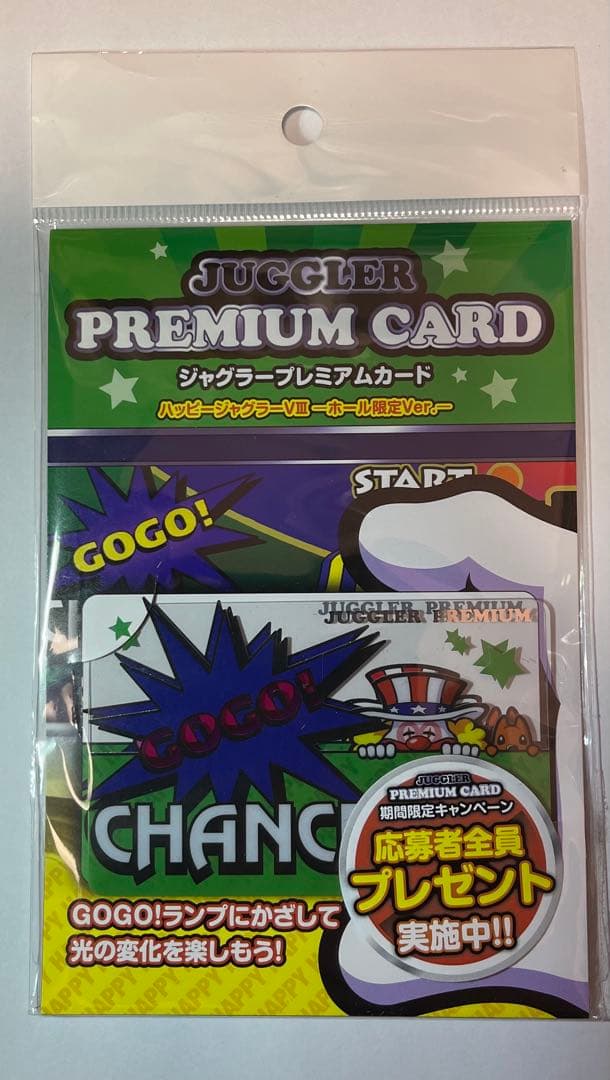 JUGGLER
PREMIUM CARD
ジャグラープレミアムカード
ハッピージャグラーVⅢ ーホール限定Ver.ー
START
GOGO!
JUGGLER PREMIUM
JUGGLER PREMIUM
GOGO!
CHANC
JUGGLER
PREMIUM CARD
期間限定キャンペーン
応募者全員
プレゼント
実施中!!
GOGO!ランプにかざして
光の変化を楽しもう!
HAPPY